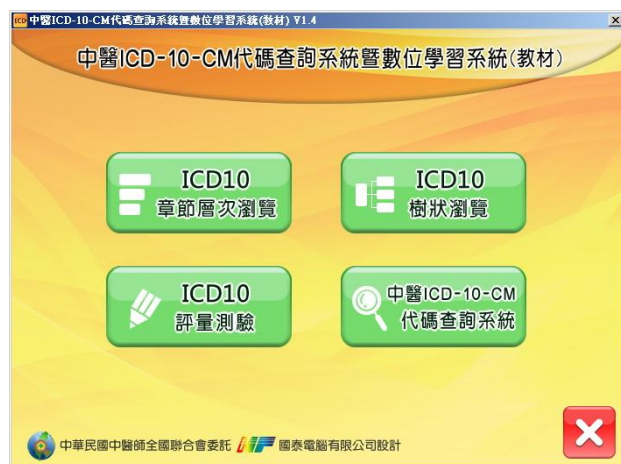 ICD 中醫ICD-10-CM代碼查詢系統暨數位學習系統(教材) V1.4
中醫ICD-10-CM代碼查詢系統暨數位學習系統(教材)
ICD10
章節層次瀏覽
ICD10
樹狀瀏覽
ICD10
評量測驗
中醫ICD-10-CM
代碼查詢系統
中華民國中醫師全國聯合會委託
國泰電腦有限公司設計